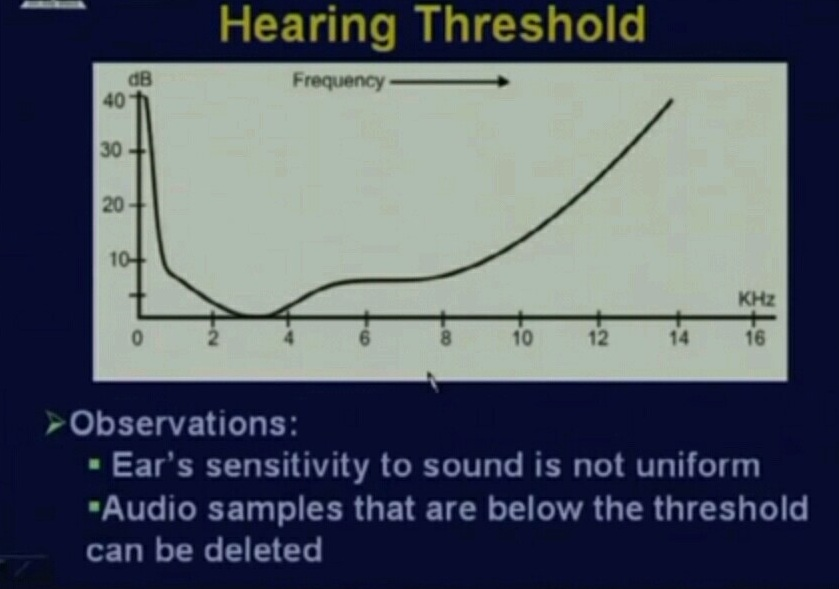 Hearing Threshold
dB
Frequency
40
30
20
10
KHz
0 2 4 6 8 10 12 14 16
Observations:
Ear's sensitivity to sound is not uniform
Audio samples that are below the threshold
can be deleted